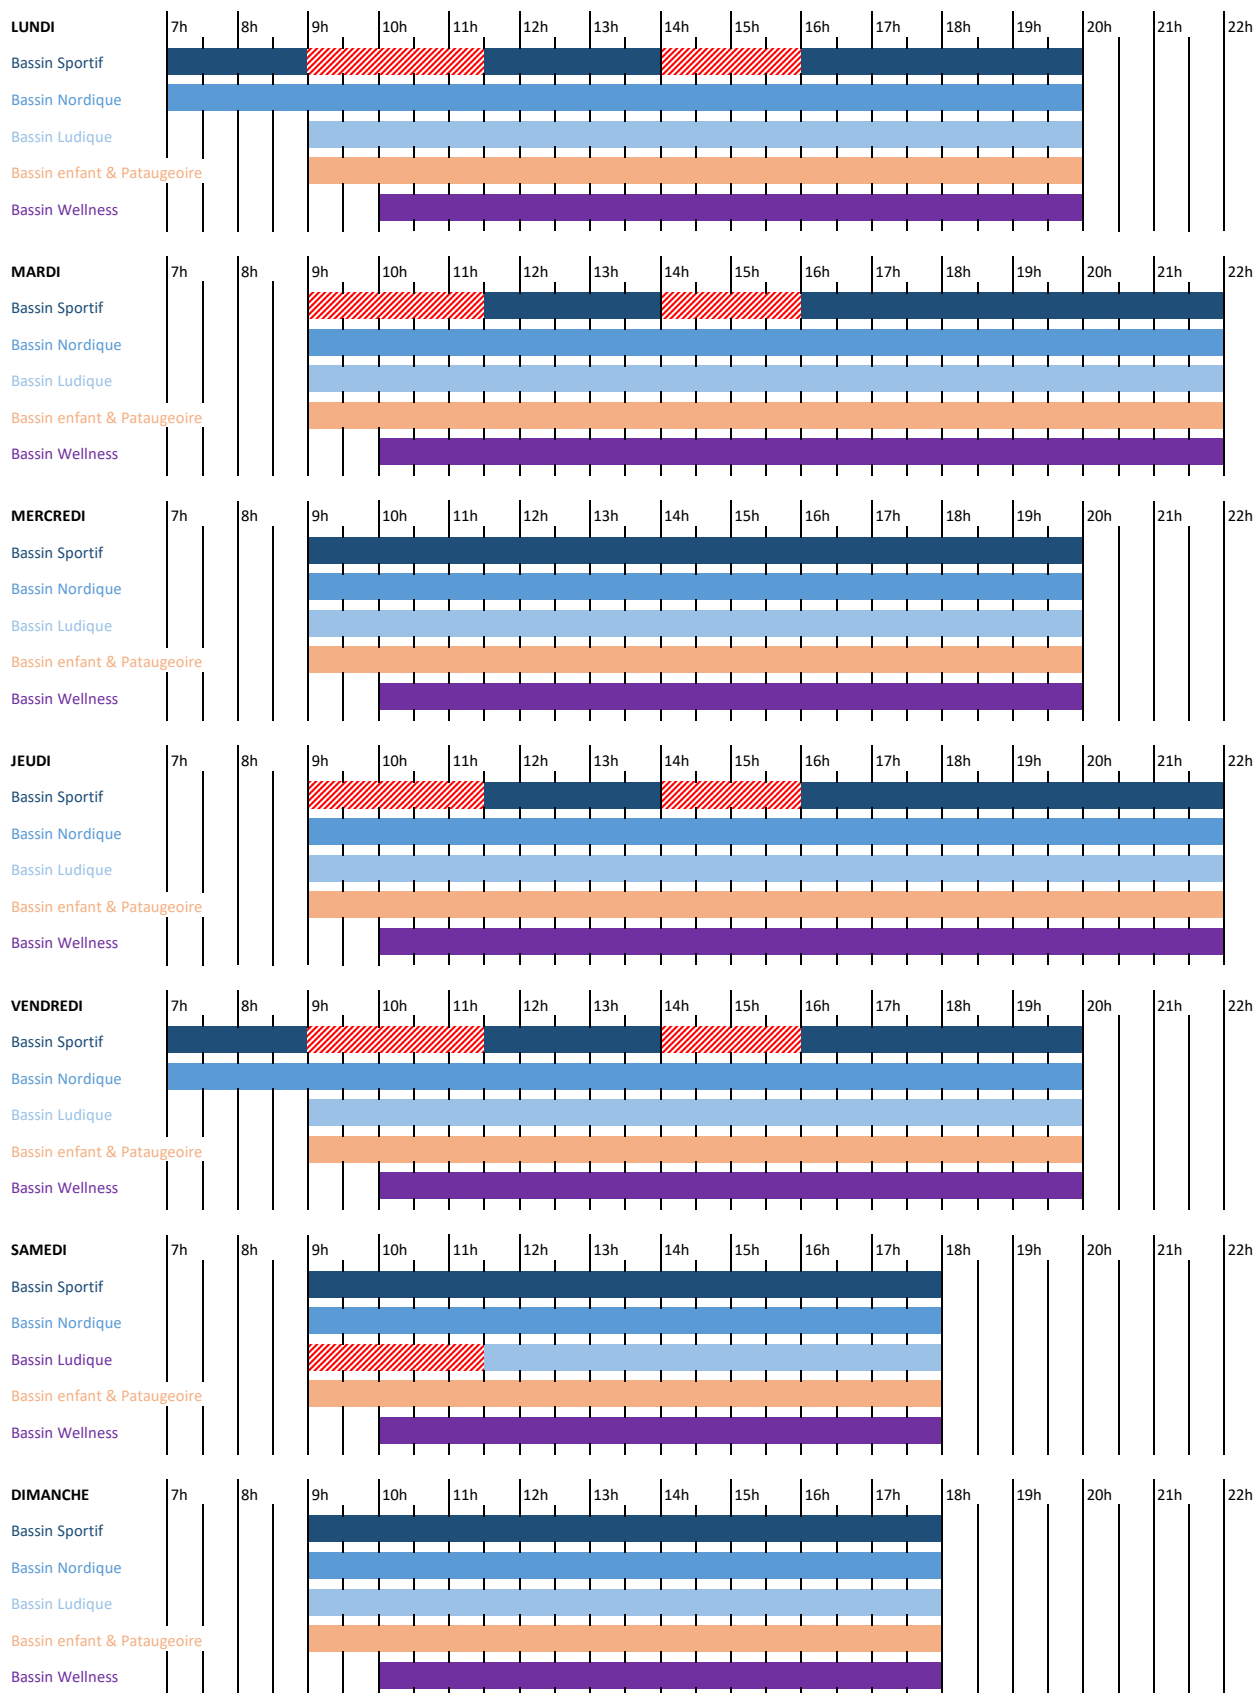 LUNDI 7h 8h 9h 10h 11h 12h 13h 14h 15h 16h 17h 18h 19h 20h 21h 22h
Bassin Sportif
Bassin Nordique
Bassin Ludique
Bassin enfant & Pataugeoire
Bassin Wellness
MARDI 7h 8h 9h 10h 11h 12h 13h 14h 15h 16h 17h 18h 19h 20h 21h 22h
Bassin Sportif
Bassin Nordique
Bassin Ludique
Bassin enfant & Pataugeoire
Bassin Wellness
MERCREDI 7h 8h 9h 10h 11h 12h 13h 14h 15h 16h 17h 18h 19h 20h 21h 22h
Bassin Sportif
Bassin Nordique
Bassin Ludique
Bassin enfant & Pataugeoire
Bassin Wellness
JEUDI 7h 8h 9h 10h 11h 12h 13h 14h 15h 16h 17h 18h 19h 20h 21h 22h
Bassin Sportif
Bassin Nordique
Bassin Ludique
Bassin enfant & Pataugeoire
Bassin Wellness
VENDREDI 7h 8h 9h 10h 11h 12h 13h 14h 15h 16h 17h 18h 19h 20h 21h 22h
Bassin Sportif
Bassin Nordique
Bassin Ludique
Bassin enfant & Pataugeoire
Bassin Wellness
SAMEDI 7h 8h 9h 10h 11h 12h 13h 14h 15h 16h 17h 18h 19h 20h 21h 22h
Bassin Sportif
Bassin Nordique
Bassin Ludique
Bassin enfant & Pataugeoire
Bassin Wellness
DIMANCHE 7h 8h 9h 10h 11h 12h 13h 14h 15h 16h 17h 18h 19h 20h 21h 22h
Bassin Sportif
Bassin Nordique
Bassin Ludique
Bassin enfant & Pataugeoire
Bassin Wellness